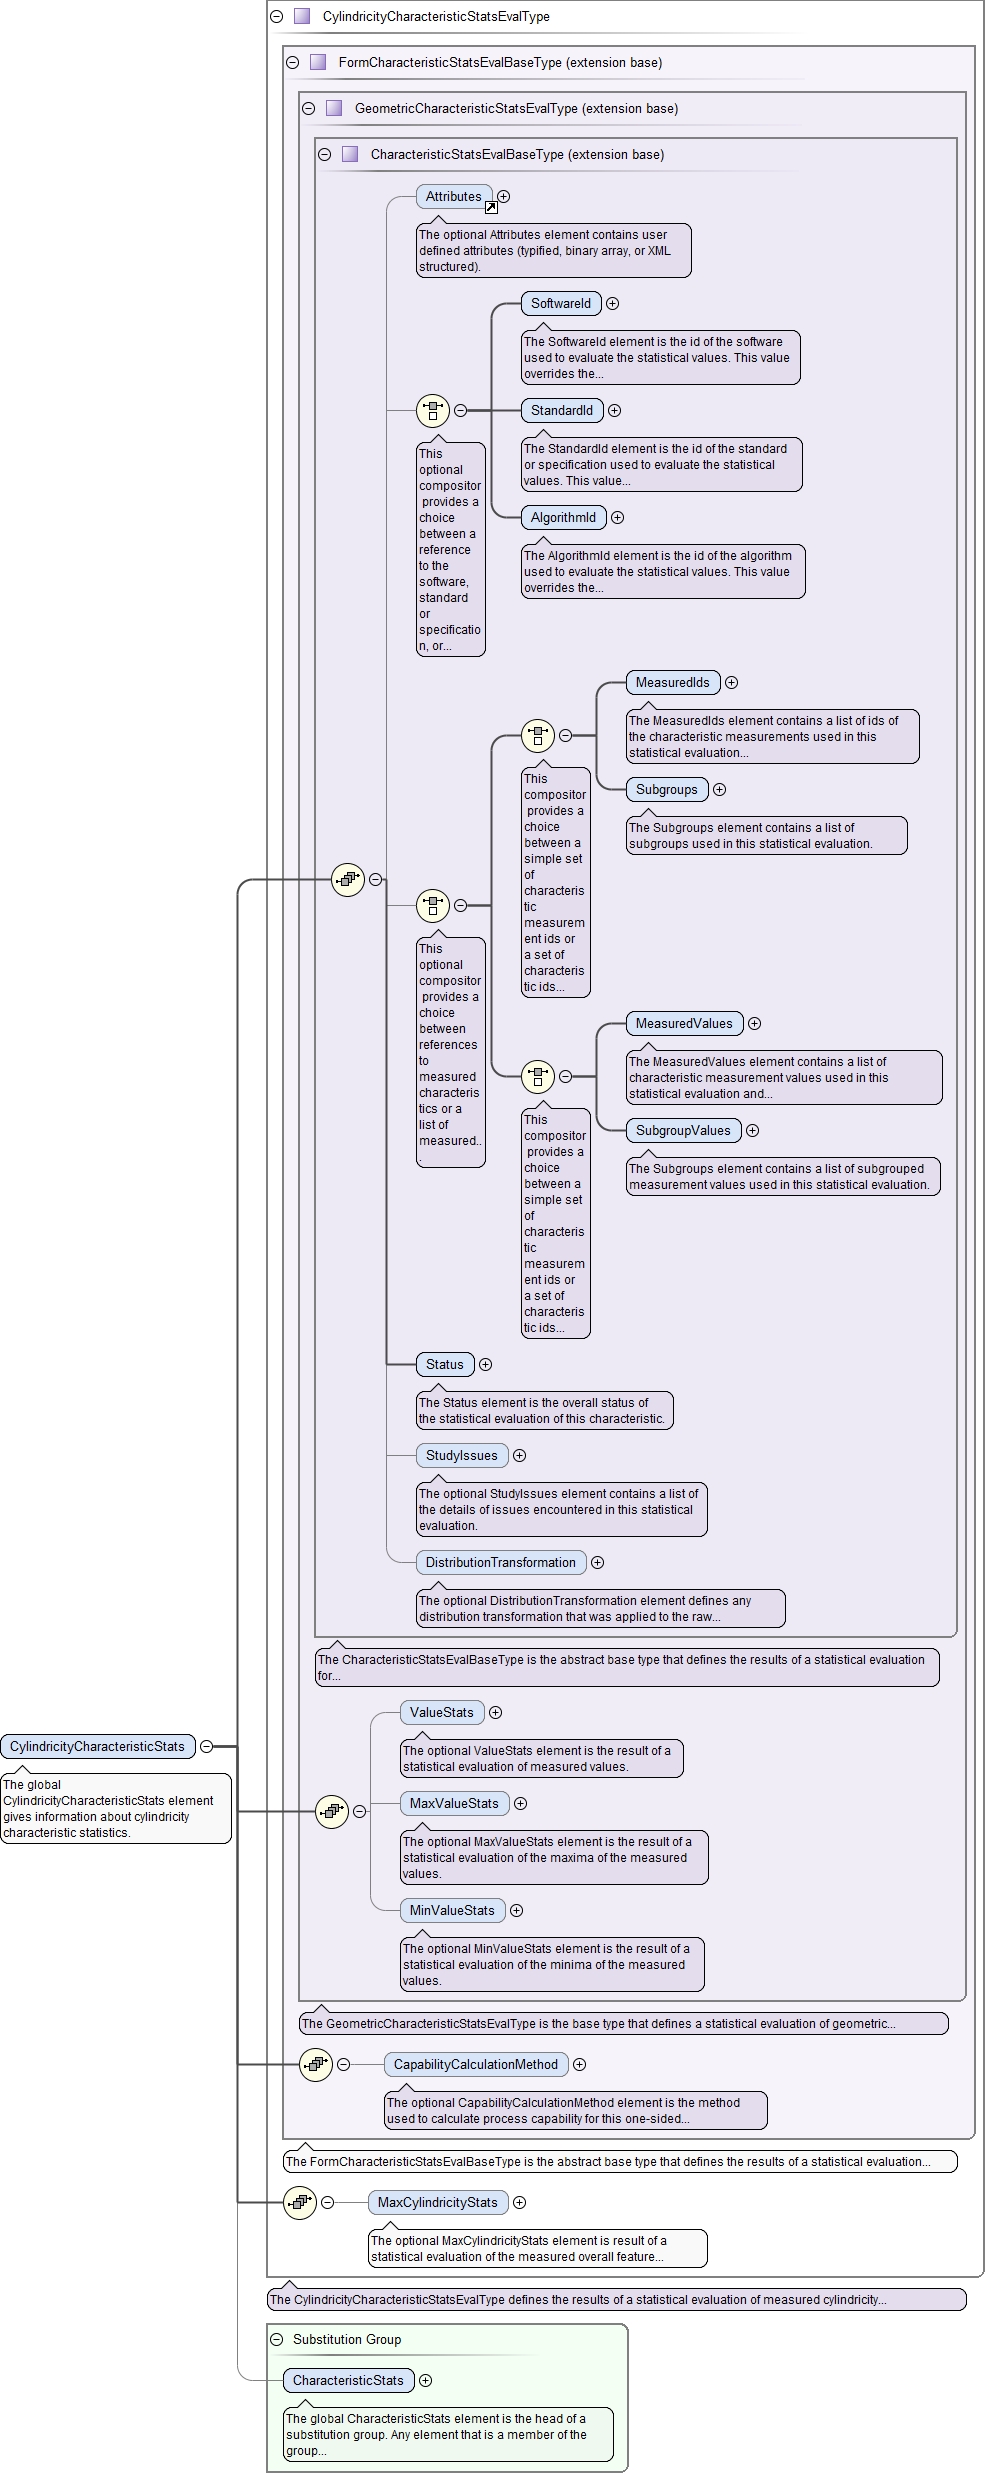 CylindricityCharacteristicStatsEvalType
FormCharacteristicStatsEvalBaseType (extension base)
GeometricCharacteristicStatsEvalType (extension base)
CharacteristicStatsEvalBaseType (extension base)
Attributes
The optional Attributes element contains user
defined attributes (typified, binary array, or XML
structured).
SoftwareId
The SoftwareId element is the id of the software
used to evaluate the statistical values. This value
overrides the...
StandardId
The StandardId element is the id of the standard
or specification used to evaluate the statistical
values. This value...
AlgorithmId
The AlgorithmId element is the id of the algorithm
used to evaluate the statistical values. This value
overrides the...
This
optional
compositor
provides a
choice
between a
reference
to the
software,
standard
or
specificatio
n, or...
MeasuredIds
The MeasuredIds element contains a list of ids of
the characteristic measurements used in this
statistical evaluation...
Subgroups
The Subgroups element contains a list of
subgroups used in this statistical evaluation.
This
compositor
provides a
choice
between a
simple set
of
characteris
tic
measurem
ent ids or
a set of
characteris
tic ids...
This
optional
compositor
provides a
choice
between
references
to
measured
characteris
tics or a
list of
measured..
.
MeasuredValues
The MeasuredValues element contains a list of
characteristic measurement values used in this
statistical evaluation and...
SubgroupValues
The Subgroups element contains a list of subgrouped
measurement values used in this statistical evaluation.
This
compositor
provides a
choice
between a
simple set
of
characteris
tic
measurem
ent ids or
a set of
characteris
tic ids...
Status
The Status element is the overall status of
the statistical evaluation of this characteristic.
StudyIssues
The optional StudyIssues element contains a list of
the details of issues encountered in this statistical
evaluation.
DistributionTransformation
The optional DistributionTransformation element defines any
distribution transformation that was applied to the raw...
The CharacteristicStatsEvalBaseType is the abstract base type that defines the results of a statistical evaluation
for...
ValueStats
The optional ValueStats element is the result of a
statistical evaluation of measured values.
MaxValueStats
The optional MaxValueStats element is the result of a
statistical evaluation of the maxima of the measured
values.
MinValueStats
The optional MinValueStats element is the result of a
statistical evaluation of the minima of the measured
values.
CylindricityCharacteristicStats
The global
CylindricityCharacteristicStats element
gives information about cylindricity
characteristic statistics.
The GeometricCharacteristicStatsEvalType is the base type that defines a statistical evaluation of geometric...
CapabilityCalculationMethod
The optional CapabilityCalculationMethod element is the method
used to calculate process capability for this one-sided...
The FormCharacteristicStatsEvalBaseType is the abstract base type that defines the results of a statistical evaluation...
MaxCylindricityStats
The optional MaxCylindricityStats element is result of a
statistical evaluation of the measured overall feature...
The CylindricityCharacteristicStatsEvalType defines the results of a statistical evaluation of measured cylindricity...
Substitution Group
CharacteristicStats
The global CharacteristicStats element is the head of a
substitution group. Any element that is a member of the
group...